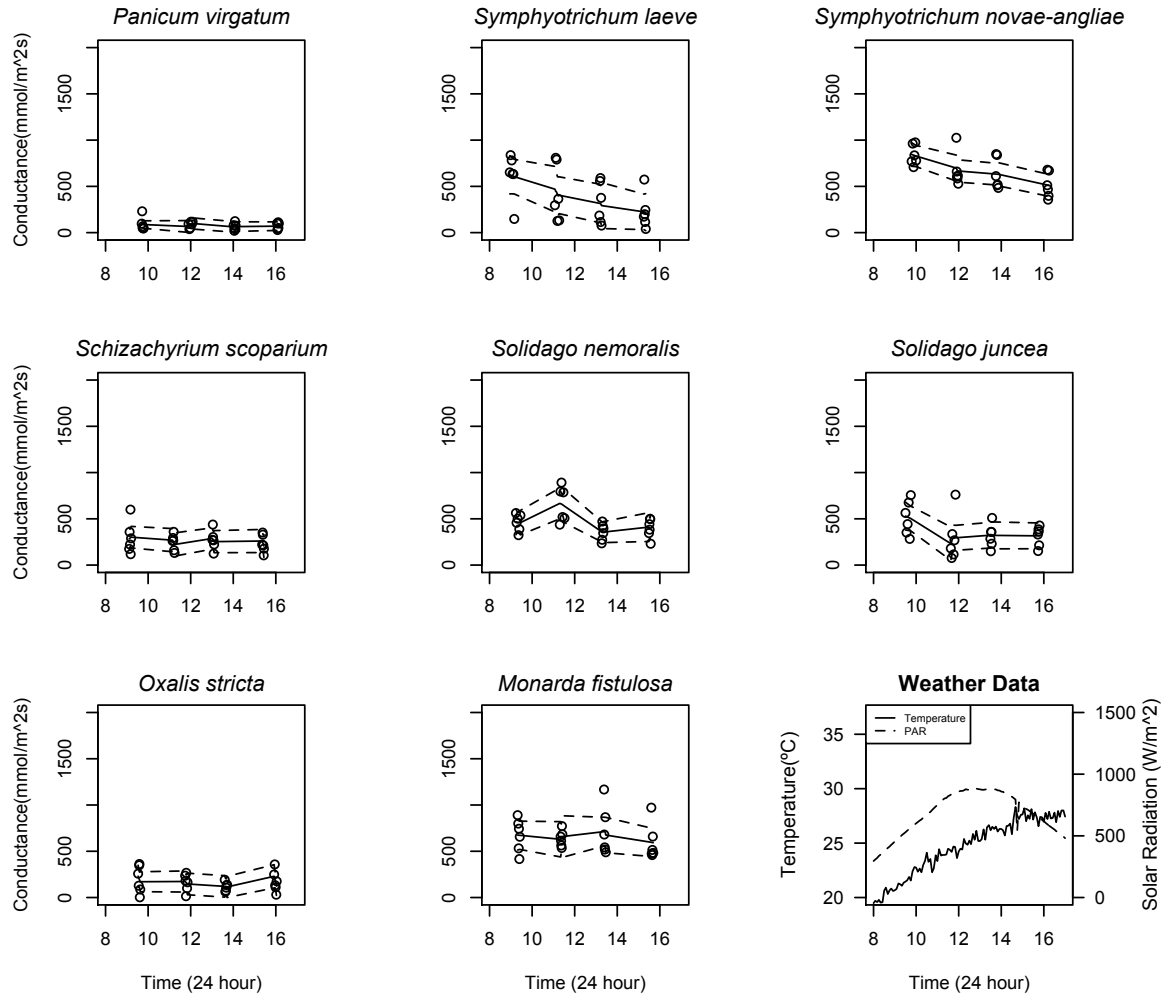 Panicum virgatum
Symphyotrichum laeve
Symphyotrichum novae-angliae
Conductance(mmol/m^2s)
1500
500
0
8 10 12 14 16
1500
500
0
8 10 12 14 16
1500
500
0
8 10 12 14 16
Schizachyrium scoparium
Solidago nemoralis
Solidago juncea
Conductance(mmol/m^2s)
1500
500
0
8 10 12 14 16
1500
500
0
8 10 12 14 16
1500
500
0
8 10 12 14 16
Oxalis stricta
Monarda fistulosa
Weather Data
Conductance(mmol/m^2s)
1500
500
0
8 10 12 14 16
Time (24 hour)
1500
500
0
8 10 12 14 16
Time (24 hour)
Temperature(ºC)
35
30
25
20
Temperature
PAR
1500
1000
500
0
Solar Radiation (W/m^2)
8 10 12 14 16
Time (24 hour)